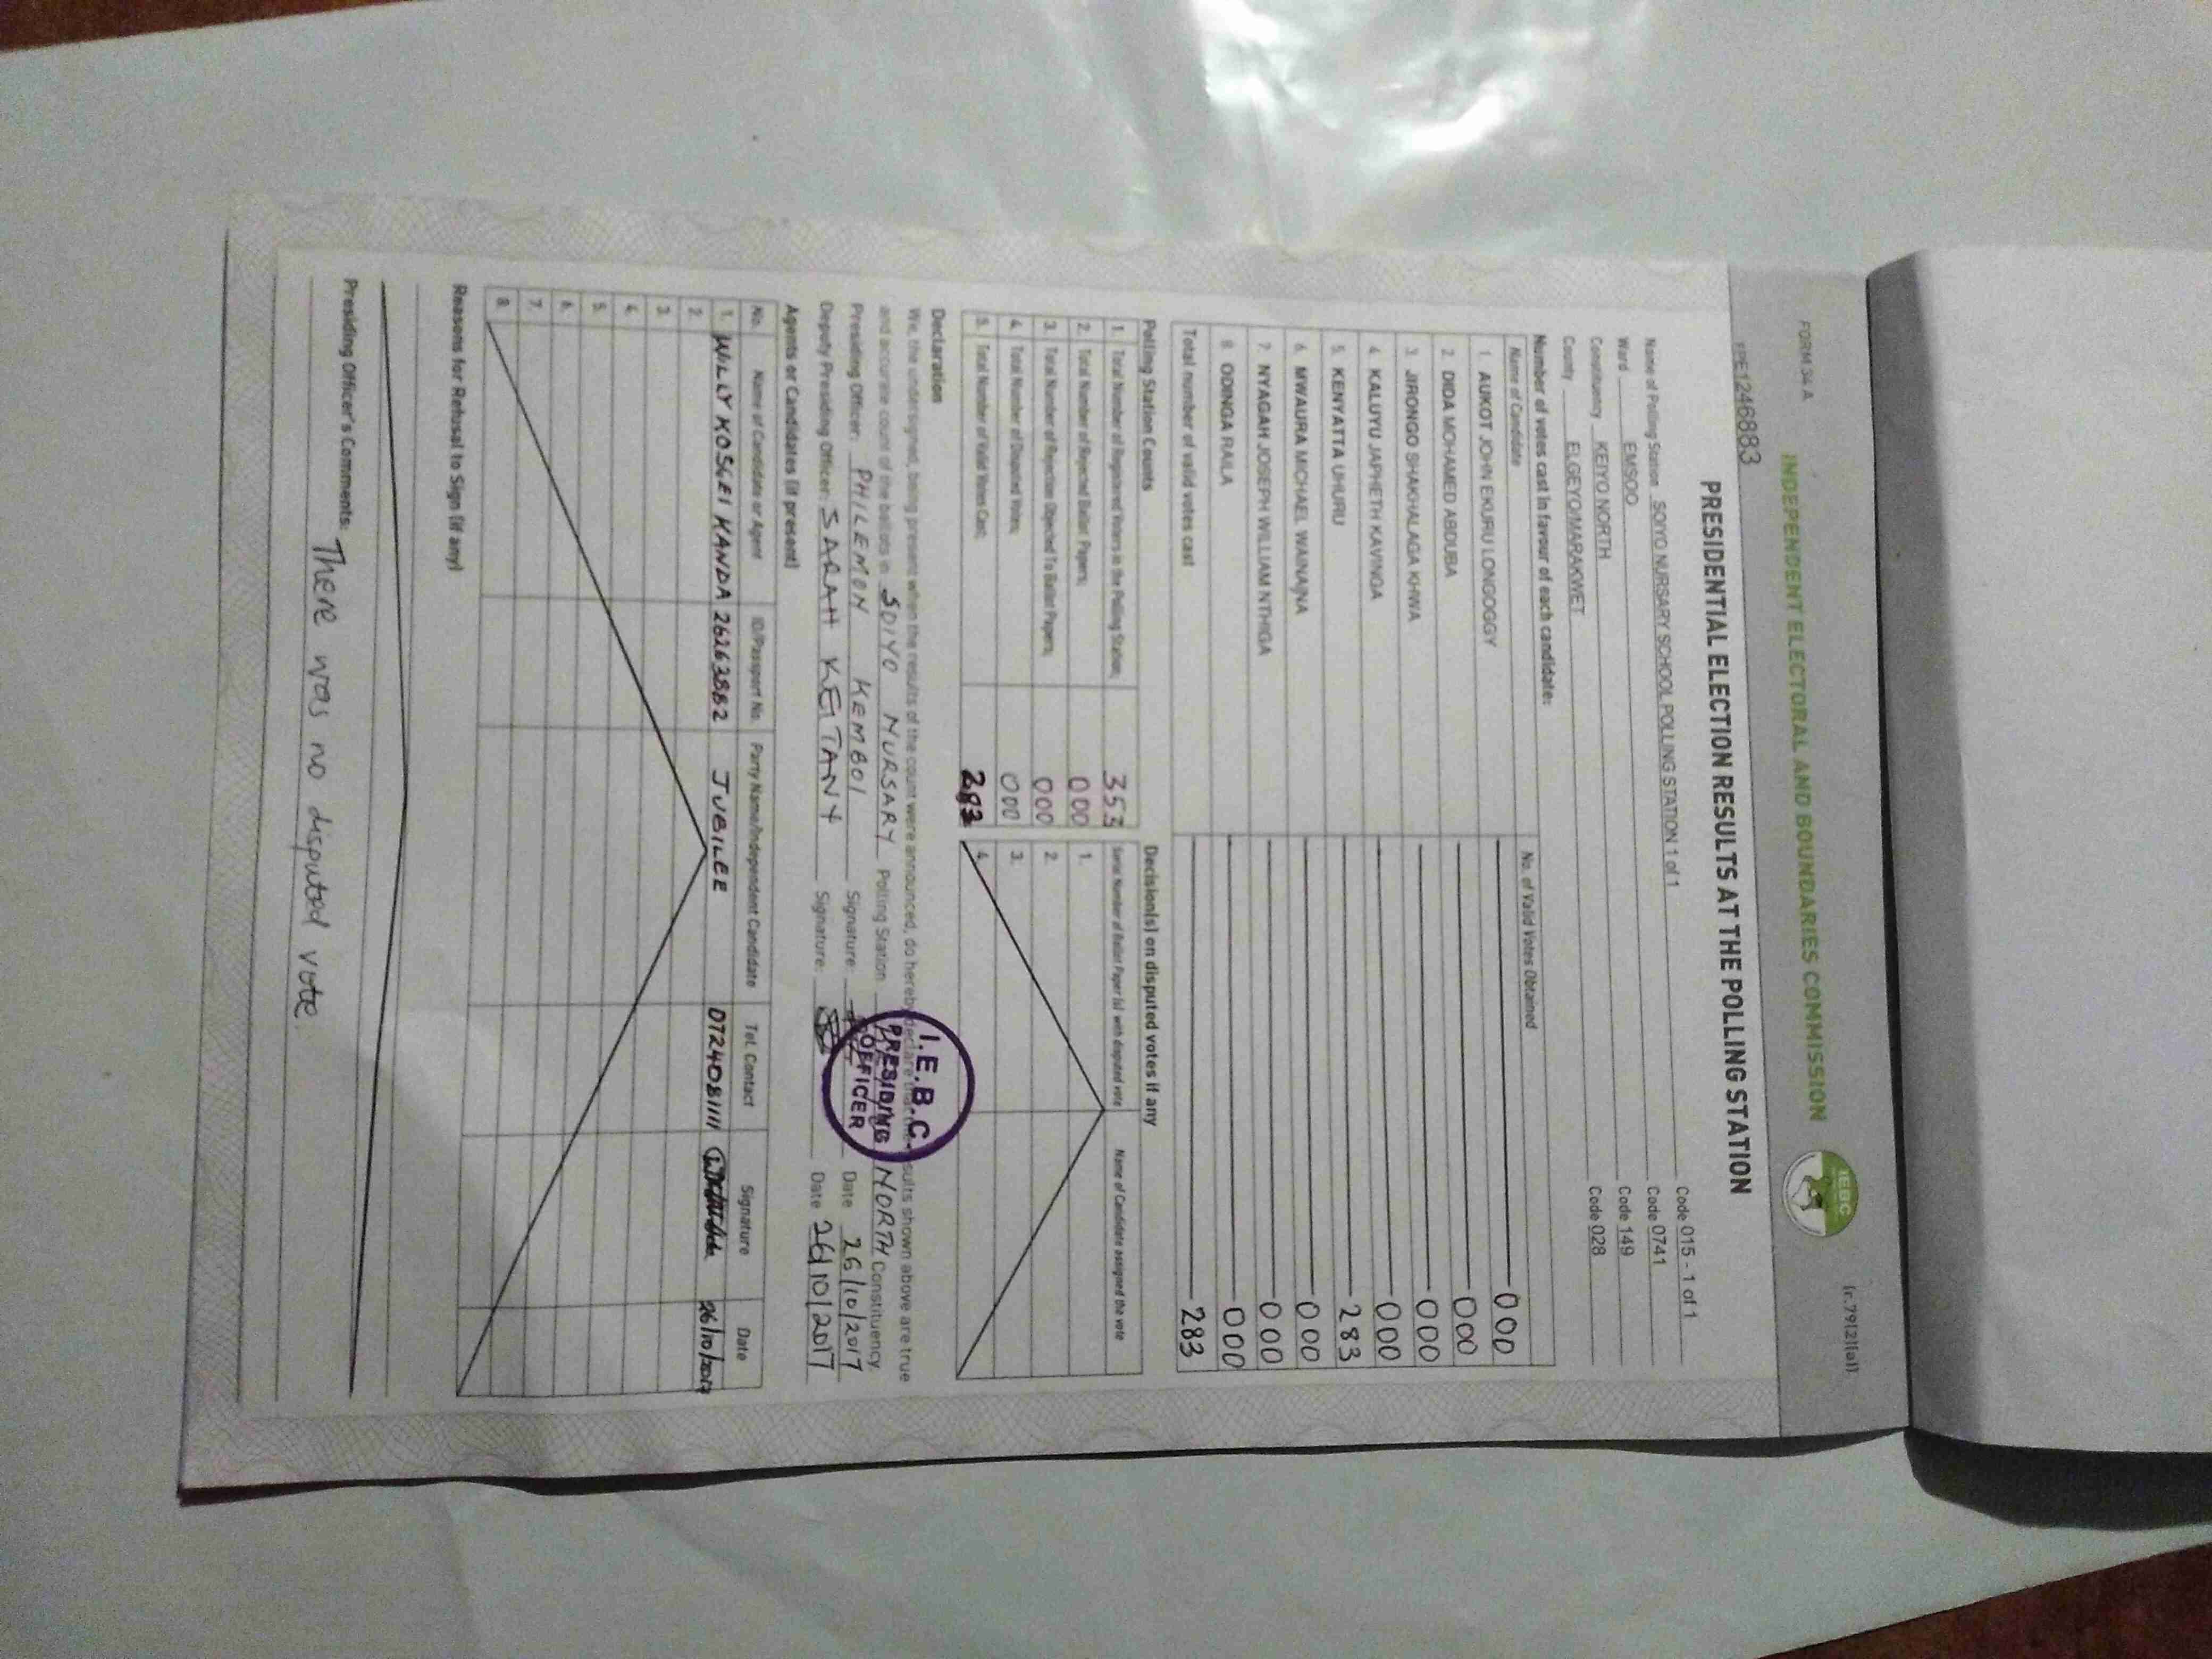 FORM 34 A
(r.79(2)(a))
INDEPENDENT ELECTORAL AND BOUNDARIES COMMISSION
IEBC
PE1246883
PRESIDENTIAL ELECTION RESULTS AT THE POLLING STATION
Name of Polling Station SOIYO NURSARY SCHOOL POLLING STATION 1 of 1 Code 015 - 1 of 1
Ward EMSOO Code 0741
Constituency KEIYO NORTH Code 149
County ELGEYO/MARAKWET Code 028
Number of votes cast in favour of each candidate:
Name of Candidate No. of Valid Votes Obtained
1. AUKOT JOHN EKURU LONGOGGY 000
2. DIDA MOHAMED ABDUBA 000
3. JIRONGO SHAKHALAGA KHWA 000
4. KALUYU JAPHETH KAVINGA 000
5. KENYATTA UHURU 283
6. MWAURA MICHAEL WAINAINA 000
7. NYAGAH JOSEPH WILLIAM NTHIGA 000
8. ODINGA RAILA 000
Total number of valid votes cast 283
Polling Station Counts Decision(s) on disputed votes if any
1. Total Number of Registered Voters in the Polling Station; 353 Serial Number of Ballot Paper (s) with disputed vote Name of Candidate assigned the vote
2. Total Number of Rejected Ballot Papers; 000 1.
3. Total Number of Rejection Objected To Ballot Papers; 000 2.
4. Total Number of Disputed Votes; 000 3.
5. Total Number of Valid Votes Cast; 283 4.
Declaration
We, the undersigned, being present when the results of the count were announced, do hereby declare that the results shown above are true
and accurate count of the ballots in SOIYO NURSARY Polling Station NORTH Constituency.
Presiding Officer: PHILEMON KEMBOI Signature: Date 26/10/2017
Deputy Presiding Officer: SARAH KEITANY Signature: Date 26/10/2017
I.E.B.C
PRESIDING
OFFICER
Agents or Candidates (if present)
No. Name of Candidate or Agent ID/Passport No. Party Name/Independent Candidate Tel. Contact Signature Date
1. WILLY KOSGEI KANDA 26263882 JUBILEE 0724081111 26/10/2017
2.
3.
4.
5.
6.
7.
8.
Reasons for Refusal to Sign (if any)
Presiding Officer's Comments: There was no disputed vote.